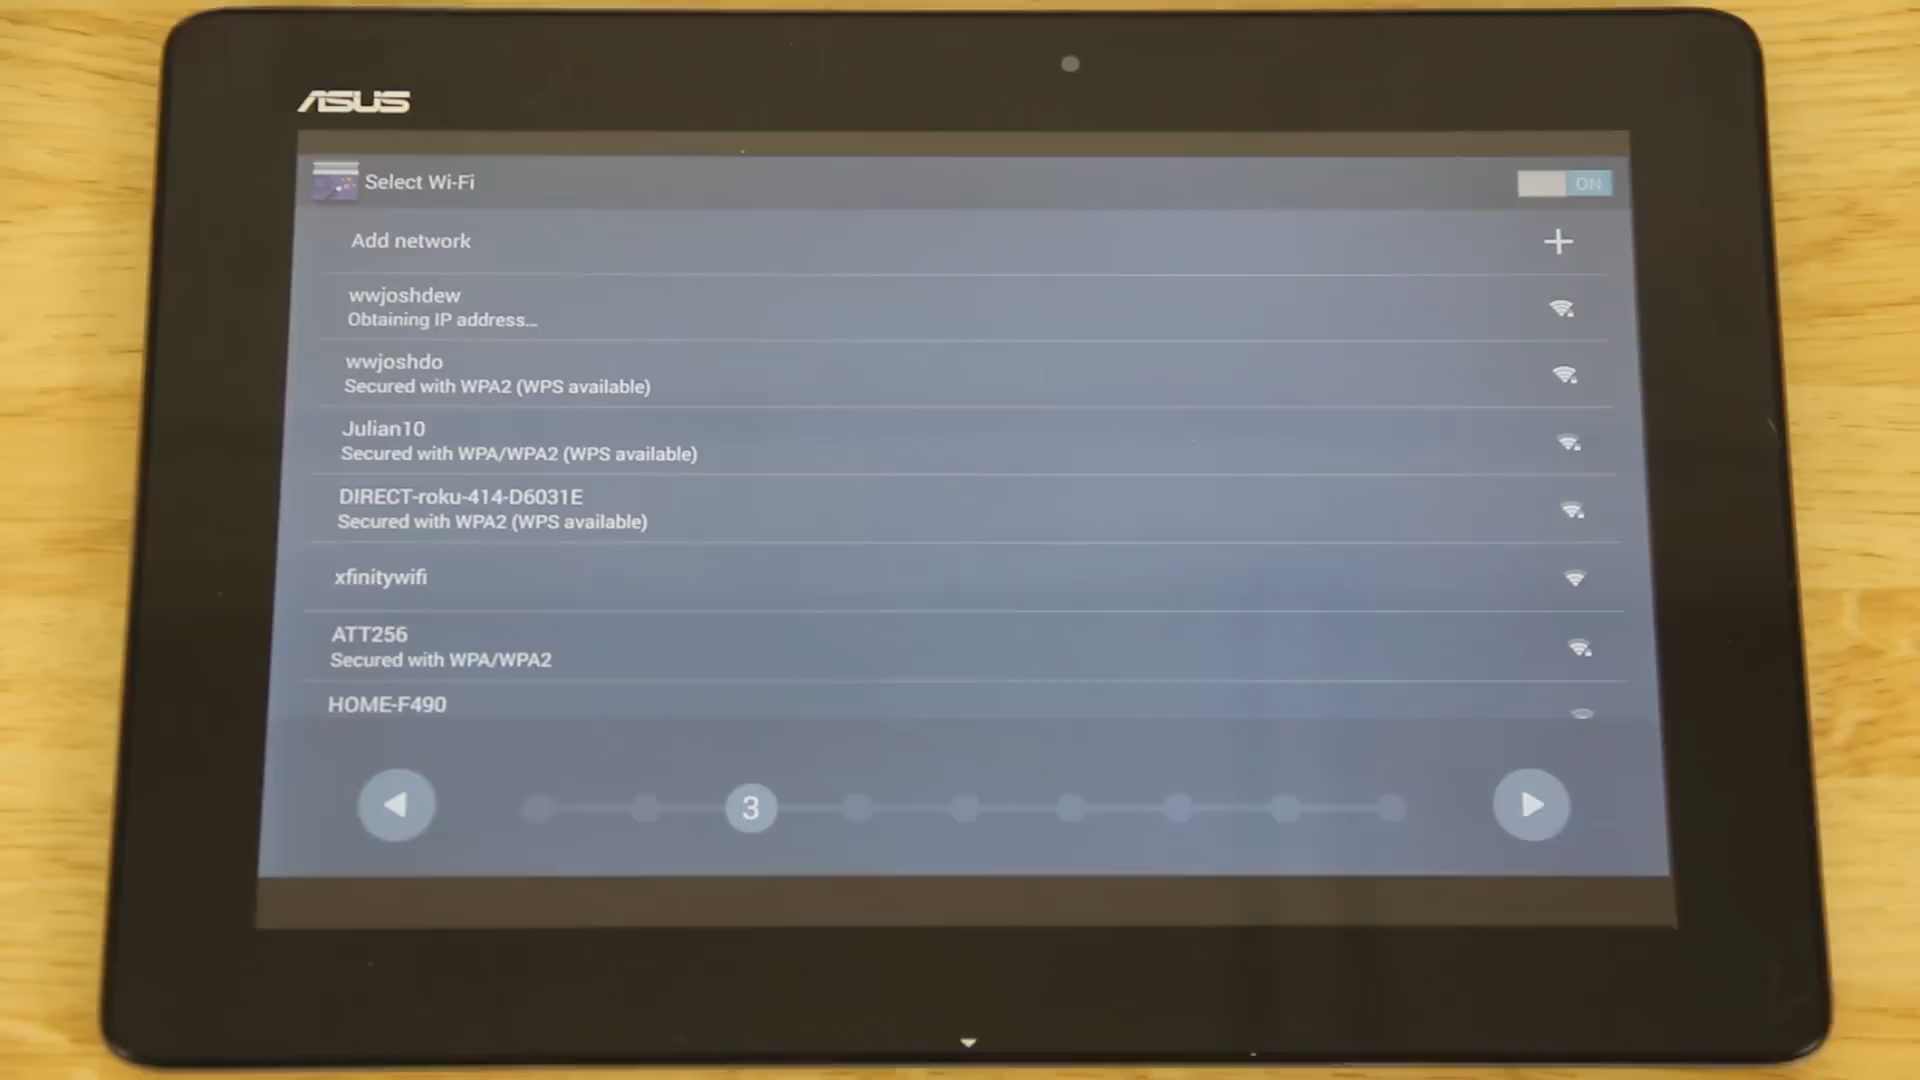 ASUS
Select Wi-Fi
ON
Add network
wwjoshdew
Obtaining IP address...
wwjoshdo
Secured with WPA2 (WPS available)
Julian10
Secured with WPA/WPA2 (WPS available)
DIRECT-roku-414-D6031E
Secured with WPA2 (WPS available)
xfinitywifi
ATT256
Secured with WPA/WPA2
HOME-F490
3